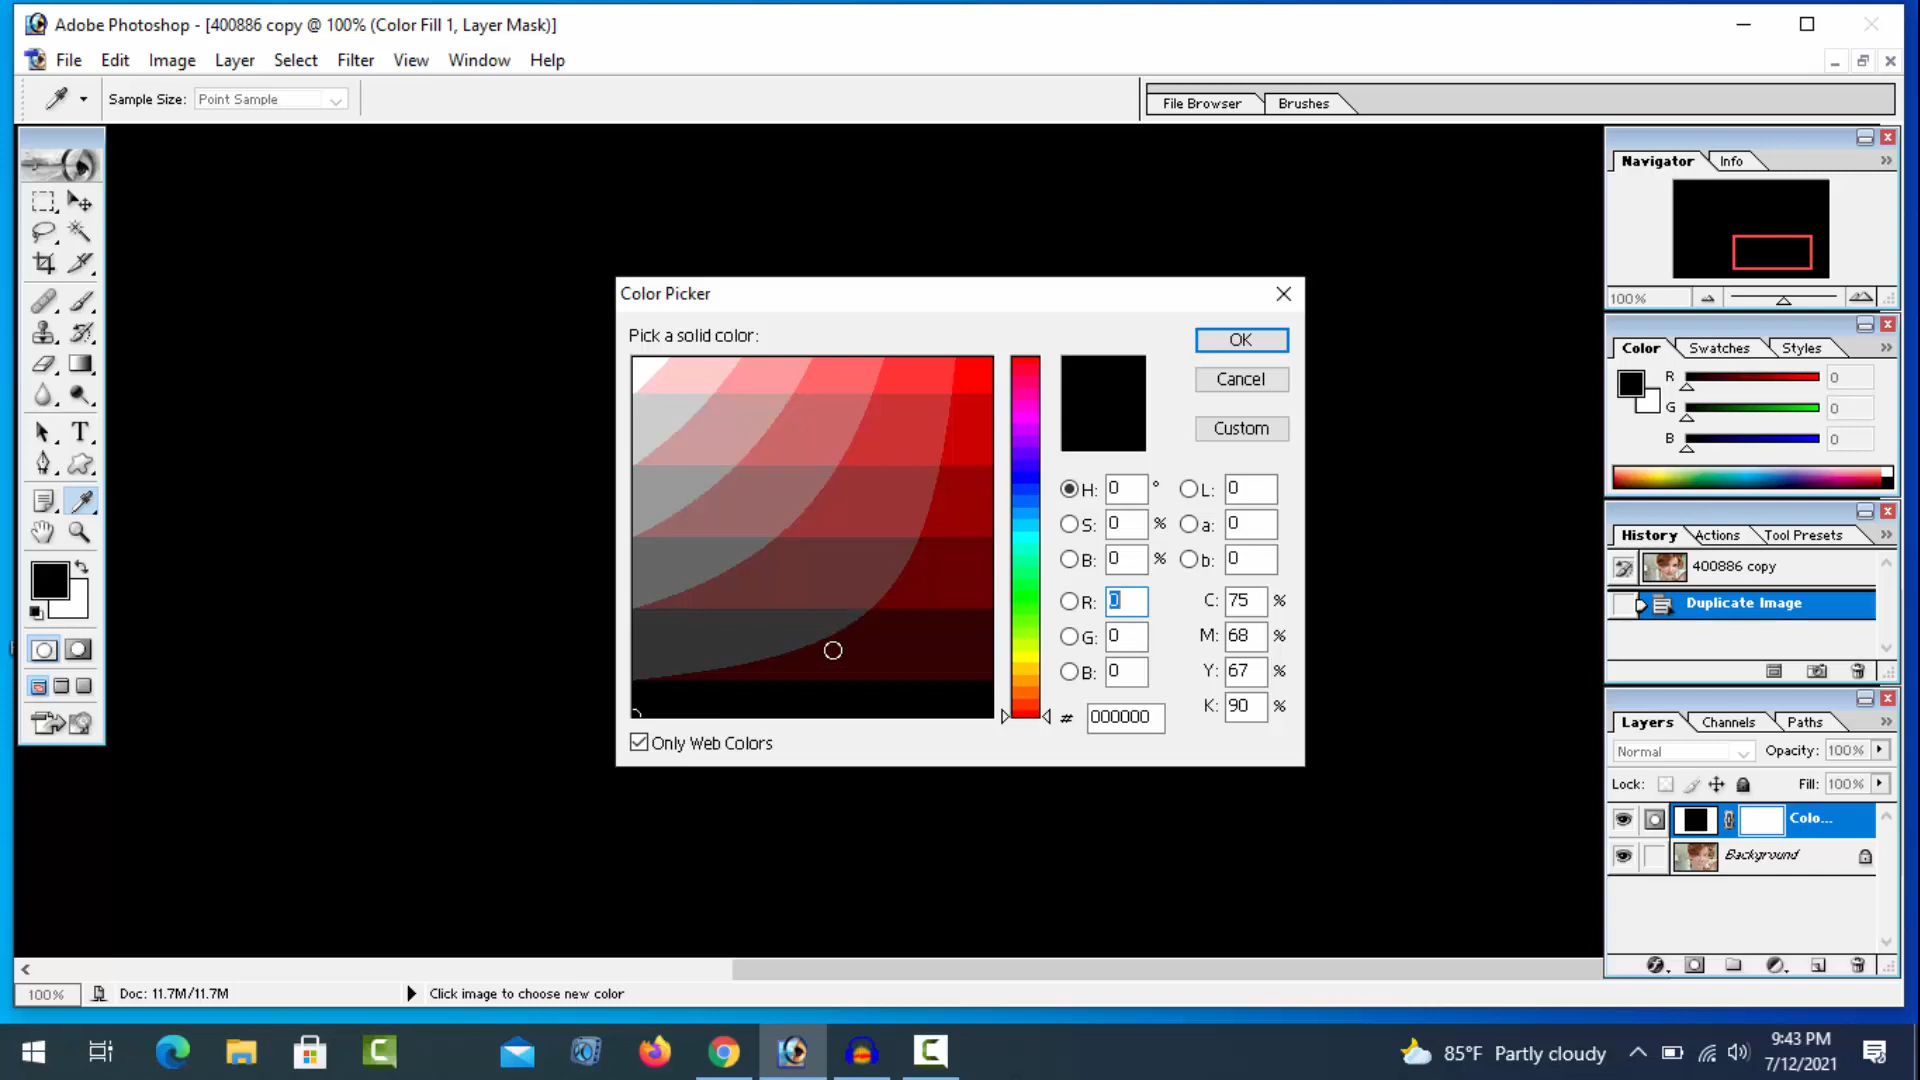 Adobe Photoshop - [400886 copy @ 100% (Color Fill 1, Layer Mask)]
File Edit Image Layer Select Filter View Window Help
Sample Size: Point Sample
File Browser Brushes
Navigator Info
100%
Color Swatches Styles
R 0
G 0
B 0
History Actions Tool Presets
400886 copy
Duplicate Image
Layers Channels Paths
Normal Opacity: 100%
Lock: Fill: 100%
Colo...
Background
Color Picker
Pick a solid color:
OK
Cancel
Custom
H: 0 ° L: 0
S: 0 % a: 0
B: 0 % b: 0
R: 0 C: 75 %
G: 0 M: 68 %
B: 0 Y: 67 %
# 000000 K: 90 %
Only Web Colors
100% Doc: 11.7M/11.7M Click image to choose new color
85°F Partly cloudy
9:43 PM
7/12/2021